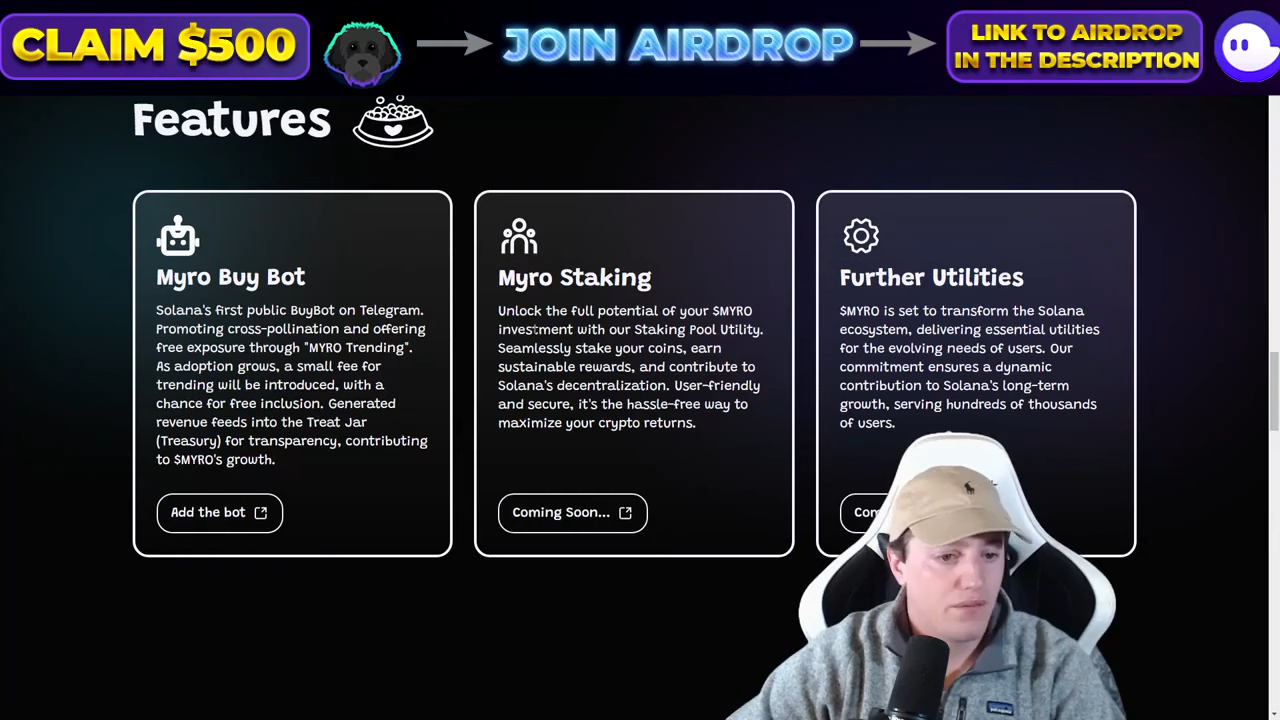 CLAIM $500
JOIN AIRDROP
LINK TO AIRDROP
IN THE DESCRIPTION
Features
Myro Buy Bot
Solana's first public BuyBot on Telegram.
Promoting cross-pollination and offering
free exposure through "MYRO Trending".
As adoption grows, a small fee for
trending will be introduced, with a
chance for free inclusion. Generated
revenue feeds into the Treat Jar
(Treasury) for transparency, contributing
to $MYRO's growth.
Add the bot
Myro Staking
Unlock the full potential of your $MYRO
investment with our Staking Pool Utility.
Seamlessly stake your coins, earn
sustainable rewards, and contribute to
Solana's decentralization. User-friendly
and secure, it's the hassle-free way to
maximize your crypto returns.
Coming Soon...
Further Utilities
$MYRO is set to transform the Solana
ecosystem, delivering essential utilities
for the evolving needs of users. Our
commitment ensures a dynamic
contribution to Solana's long-term
growth, serving hundreds of thousands
of users.